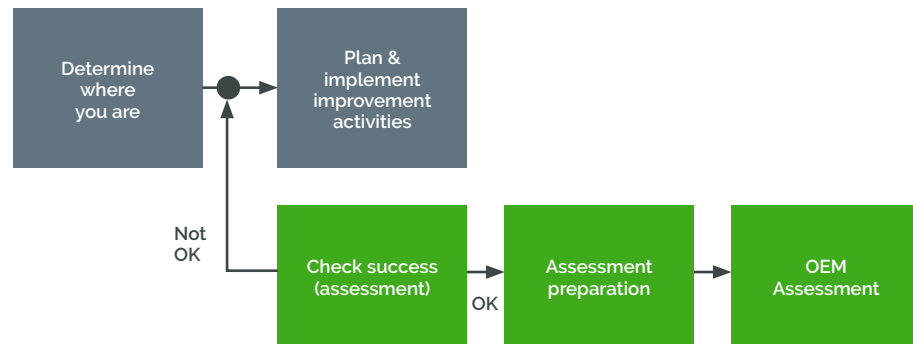 Determine
where
you are
Plan &
implement
improvement
activities
Not
OK
Check success
(assessment)
OK
Assessment
preparation
OEM
Assessment